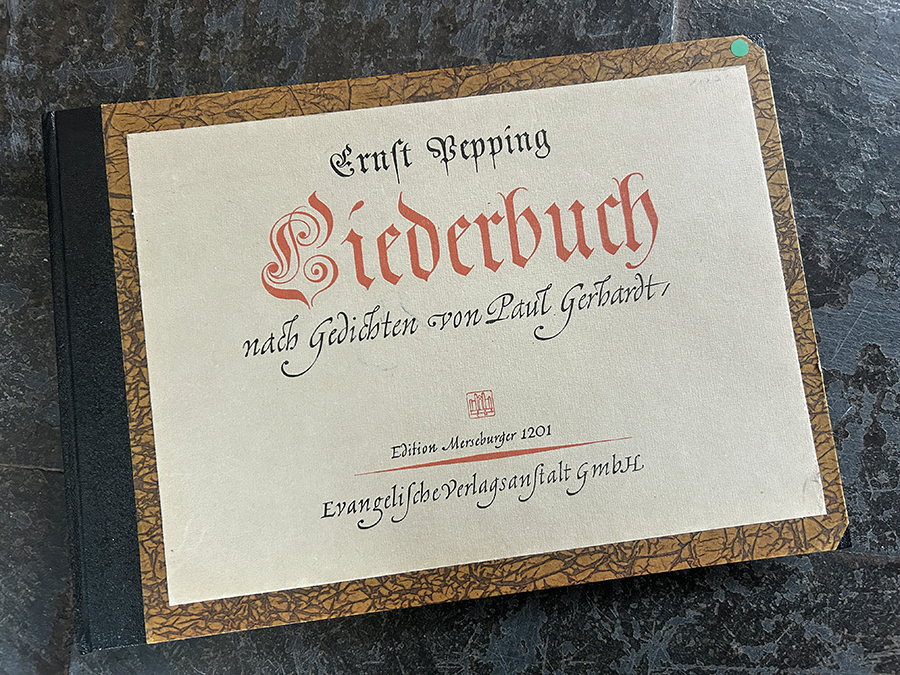 Ernſt Pepping
Liederbuch
nach Gedichten von Paul Gerhardt,
Edition Merseburger 1201
Evangeliſche Verlagsanſtalt GmbH